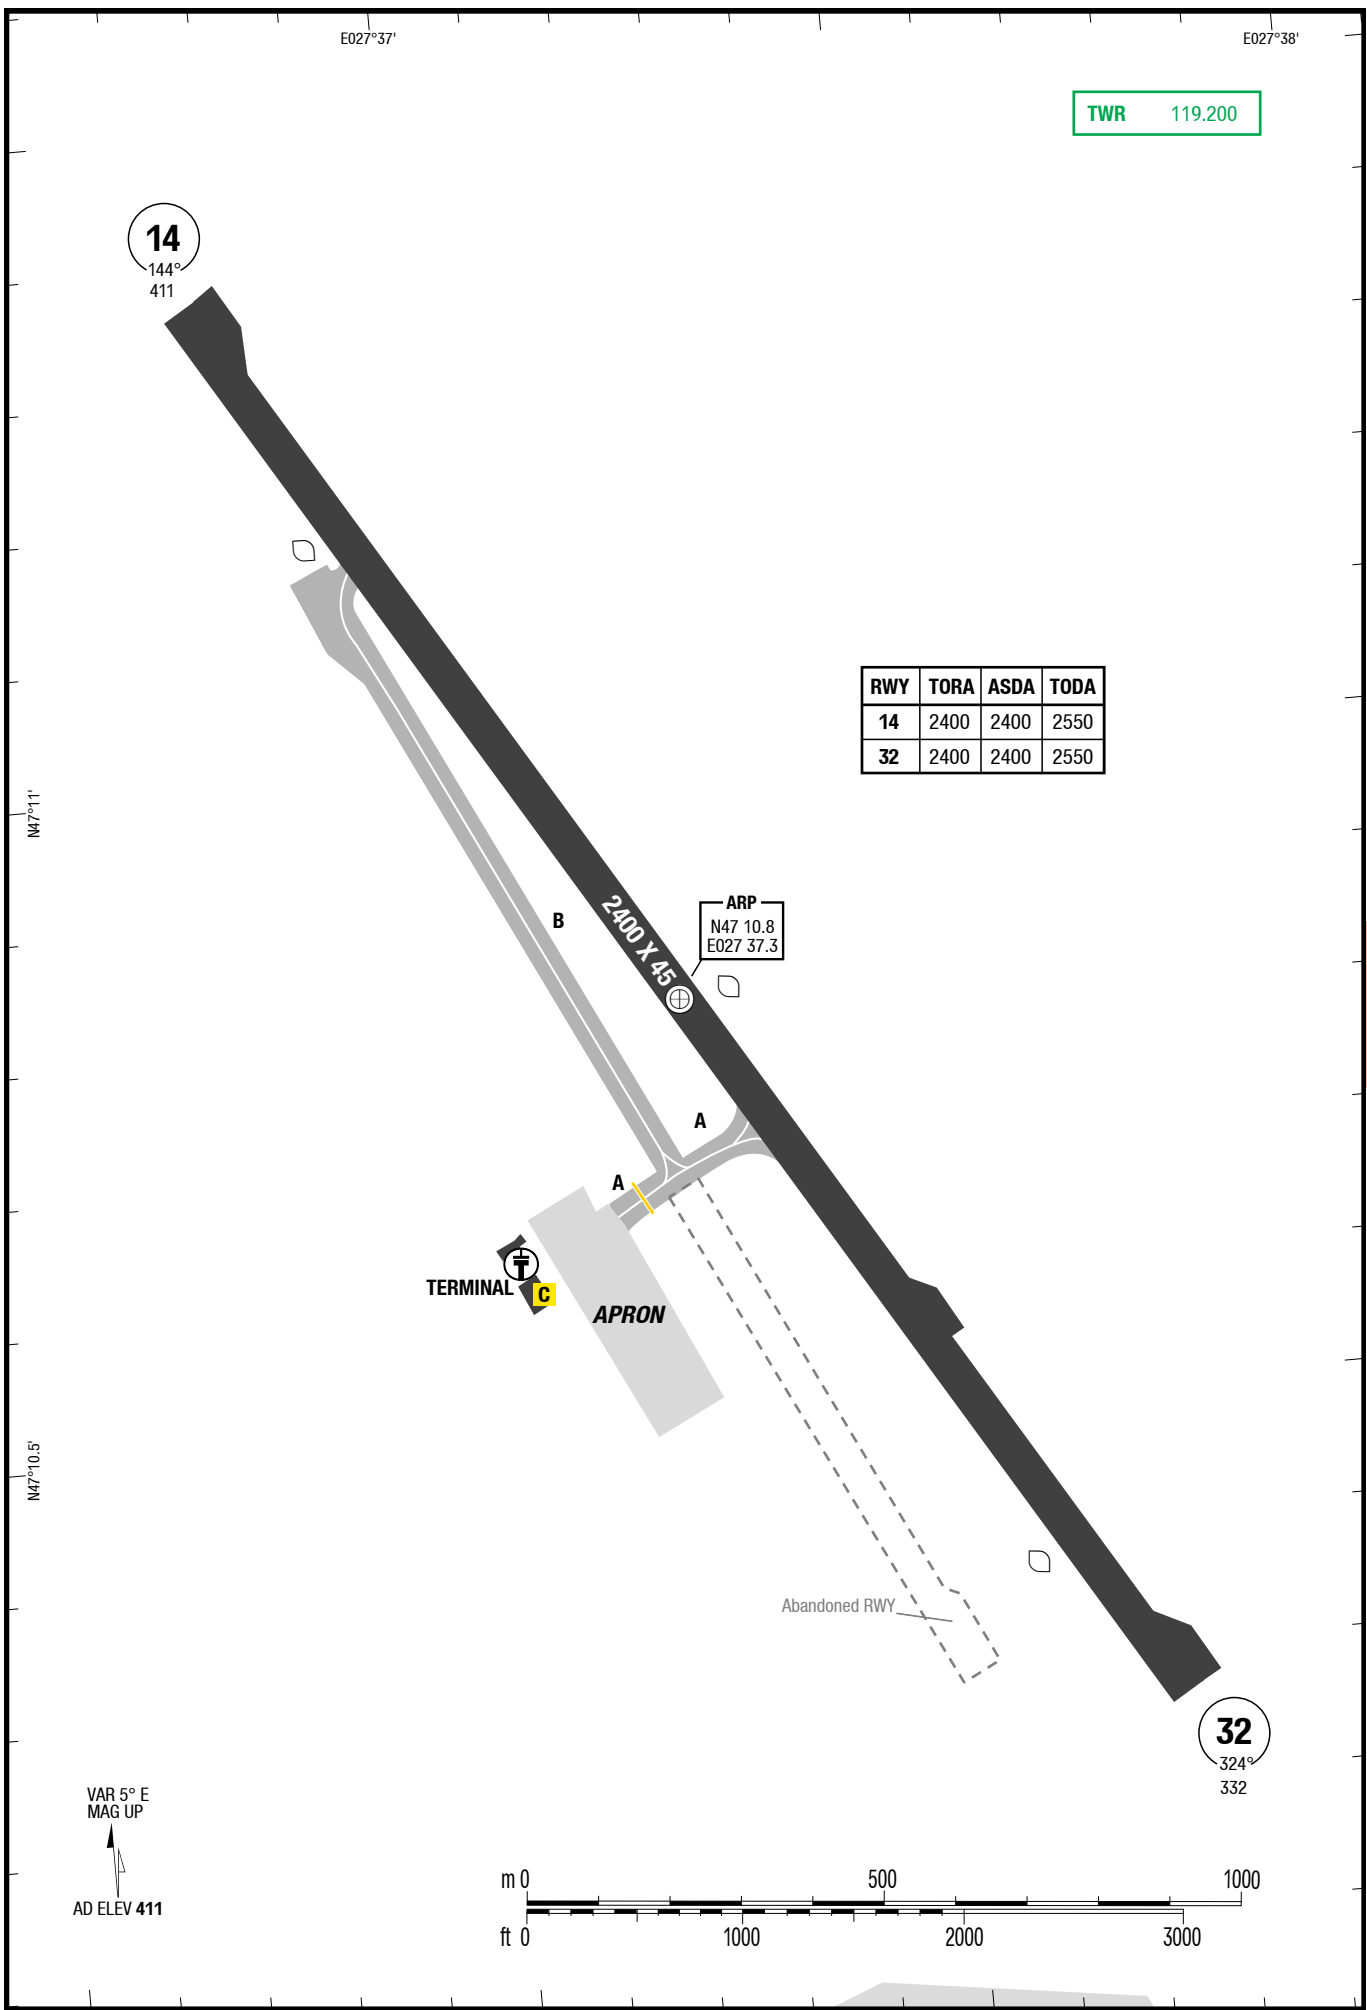 E027°37'
E027°38'
TWR 119.200
14
144°
411
RWY TORA ASDA TODA
14 2400 2400 2550
32 2400 2400 2550
N47°11'
ARP
N47 10.8
E027 37.3
B
2400 X 45
A
A
TERMINAL
C
APRON
N47°10.5'
Abandoned RWY
32
324°
332
VAR 5° E
MAG UP
AD ELEV 411
m 0 500 1000
ft 0 1000 2000 3000